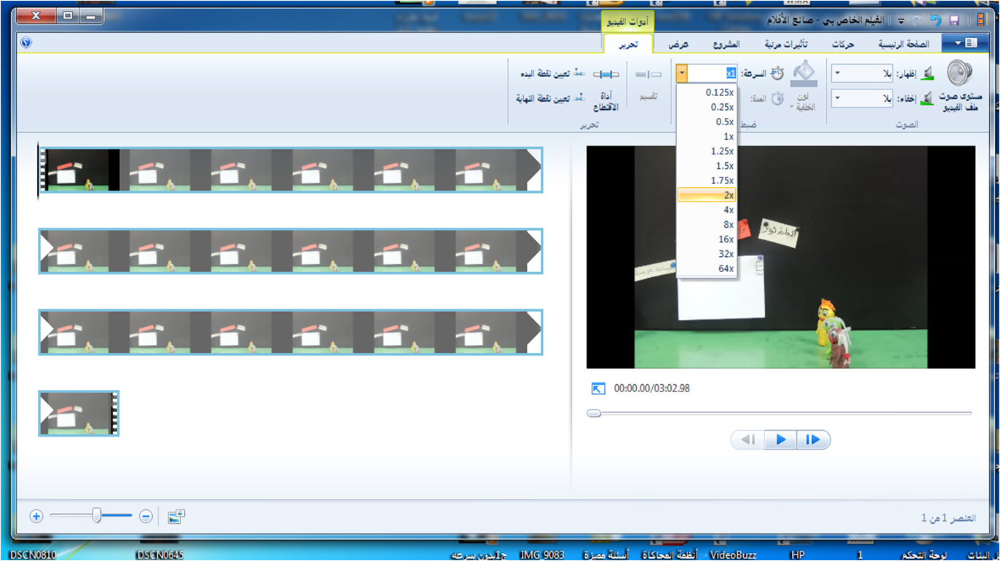 الفيلم الخاص بي - صانع الأفلام
أدوات الفيديو
الصفحة الرئيسية
حركات
تأثيرات مرئية
المشروع
عرض
تحرير
مستوى صوت
ملف الفيديو
إظهار: بلا
إخفاء: بلا
الصوت
لون
الخلفية
السرعة: x1
المدة:
ضبط
تقسيم
أداة
الاقتطاع
تعيين نقطة البدء
تعيين نقطة النهاية
تحرير
0.125x
0.25x
0.5x
1x
1.25x
1.5x
1.75x
2x
4x
8x
16x
32x
64x
العلم نور
00:00.00/03:02.98
العنصر 1 من 1
DSCN0810
DSCN0645
ج1بدون سرعه
IMG_9083
أسئلة مميزة
أنظمة المحاكاة
VideoBuzz
HP
1
لوحة التحكم
البنات